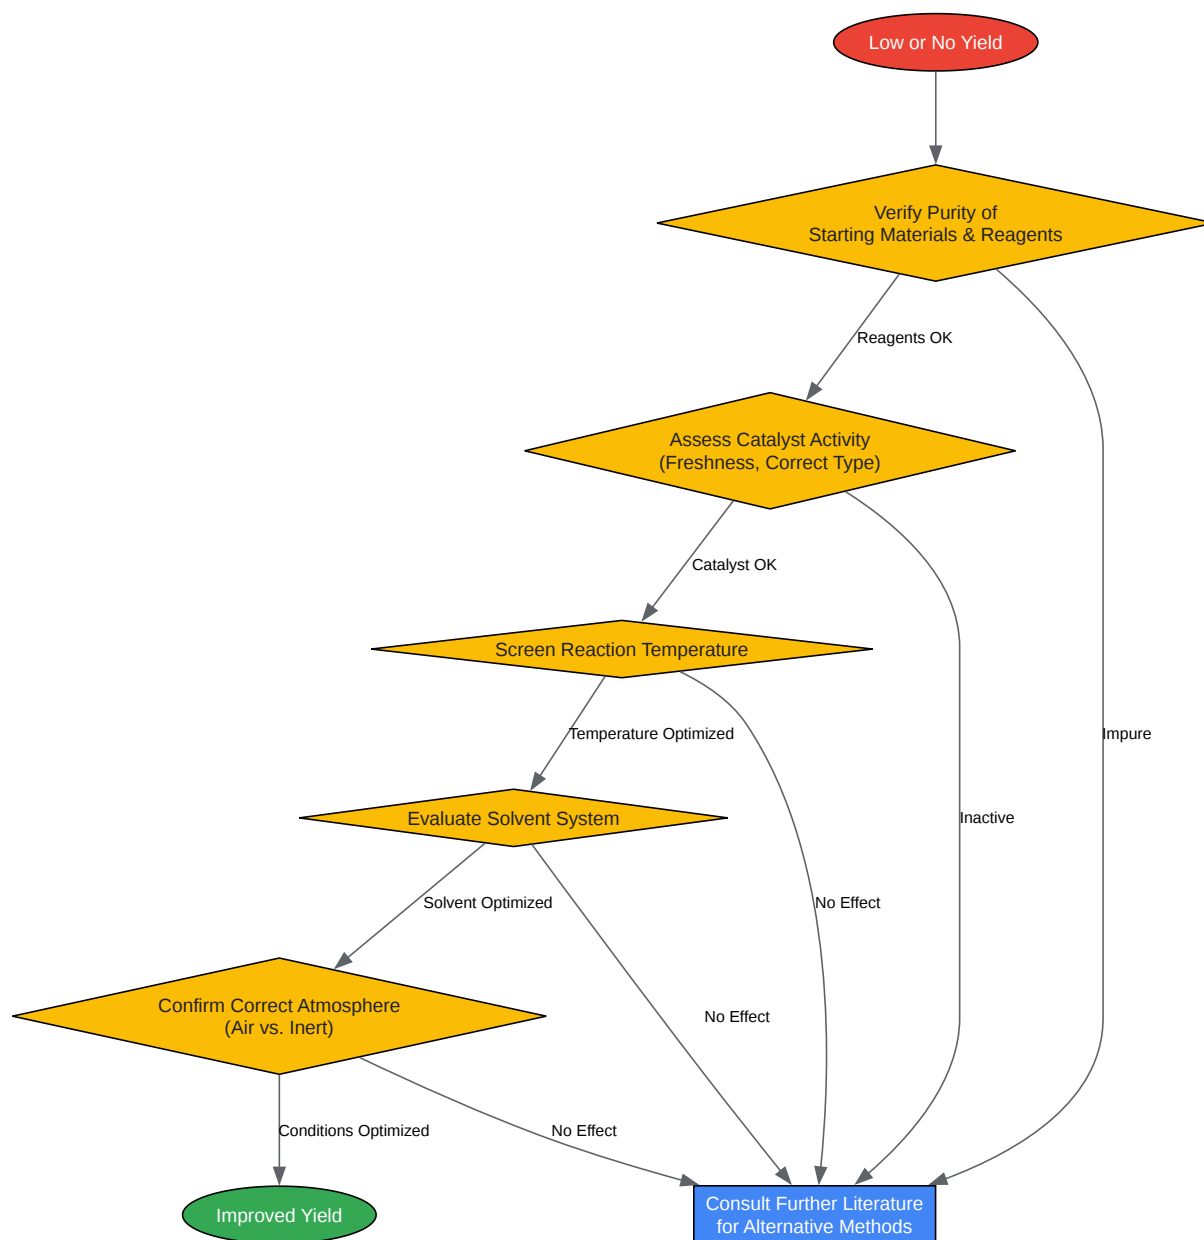 Low or No Yield
Verify Purity of
Starting Materials & Reagents
Reagents OK
Assess Catalyst Activity
(Freshness, Correct Type)
Catalyst OK
Screen Reaction Temperature
Temperature Optimized
Impure
Evaluate Solvent System
Inactive
Solvent Optimized
No Effect
Confirm Correct Atmosphere
(Air vs. Inert)
No Effect
Conditions Optimized
No Effect
Improved Yield
Consult Further Literature
for Alternative Methods